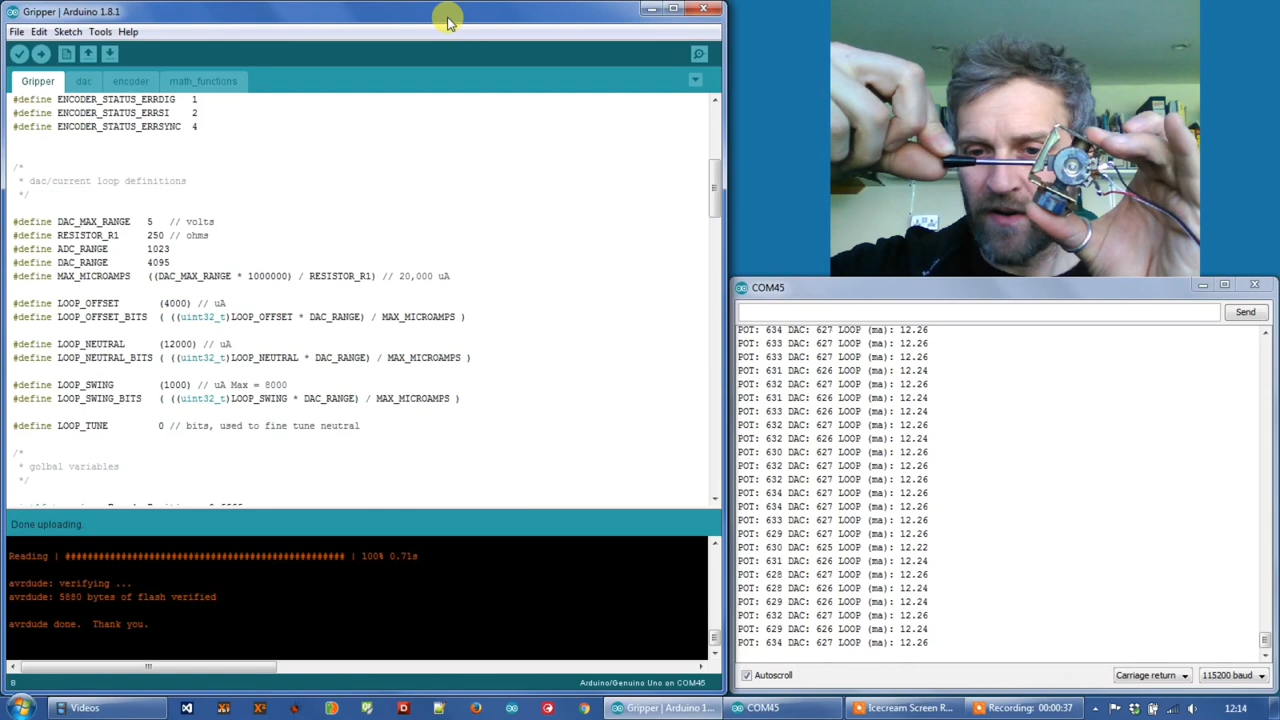 Gripper | Arduino 1.8.1
File Edit Sketch Tools Help
Gripper dac encoder math_functions
#define ENCODER_STATUS_ERRDIG 1
#define ENCODER_STATUS_ERRSI 2
#define ENCODER_STATUS_ERRSYNC 4
/*
* dac/current loop definitions
*/
#define DAC_MAX_RANGE 5 // volts
#define RESISTOR_R1 250 // ohms
#define ADC_RANGE 1023
#define DAC_RANGE 4095
#define MAX_MICROAMPS ((DAC_MAX_RANGE * 1000000) / RESISTOR_R1) // 20,000 uA
#define LOOP_OFFSET (4000) // uA
#define LOOP_OFFSET_BITS ( ((uint32_t)LOOP_OFFSET * DAC_RANGE) / MAX_MICROAMPS )
#define LOOP_NEUTRAL (12000) // uA
#define LOOP_NEUTRAL_BITS ( ((uint32_t)LOOP_NEUTRAL * DAC_RANGE) / MAX_MICROAMPS )
#define LOOP_SWING (1000) // uA Max = 8000
#define LOOP_SWING_BITS ( ((uint32_t)LOOP_SWING * DAC_RANGE) / MAX_MICROAMPS )
#define LOOP_TUNE 0 // bits, used to fine tune neutral
/*
* golbal variables
*/
Done uploading.
Reading | ################################################## | 100% 0.71s
avrdude: verifying ...
avrdude: 5880 bytes of flash verified
avrdude done. Thank you.
8
Arduino/Genuino Uno on COM45
COM45
Send
POT: 634 DAC: 627 LOOP (ma): 12.26
POT: 633 DAC: 627 LOOP (ma): 12.26
POT: 633 DAC: 627 LOOP (ma): 12.26
POT: 631 DAC: 626 LOOP (ma): 12.24
POT: 632 DAC: 627 LOOP (ma): 12.26
POT: 631 DAC: 626 LOOP (ma): 12.24
POT: 633 DAC: 627 LOOP (ma): 12.26
POT: 632 DAC: 627 LOOP (ma): 12.26
POT: 632 DAC: 626 LOOP (ma): 12.24
POT: 630 DAC: 627 LOOP (ma): 12.26
POT: 632 DAC: 627 LOOP (ma): 12.26
POT: 632 DAC: 626 LOOP (ma): 12.24
POT: 634 DAC: 627 LOOP (ma): 12.26
POT: 634 DAC: 627 LOOP (ma): 12.26
POT: 633 DAC: 627 LOOP (ma): 12.26
POT: 629 DAC: 627 LOOP (ma): 12.26
POT: 630 DAC: 625 LOOP (ma): 12.22
POT: 631 DAC: 626 LOOP (ma): 12.24
POT: 628 DAC: 627 LOOP (ma): 12.26
POT: 628 DAC: 626 LOOP (ma): 12.24
POT: 629 DAC: 626 LOOP (ma): 12.24
POT: 632 DAC: 627 LOOP (ma): 12.26
POT: 629 DAC: 626 LOOP (ma): 12.24
POT: 634 DAC: 627 LOOP (ma): 12.26
Autoscroll
Carriage return
115200 baud
Videos
Gripper | Arduino 1....
COM45
Icecream Screen R...
Recording: 00:00:37
12:14